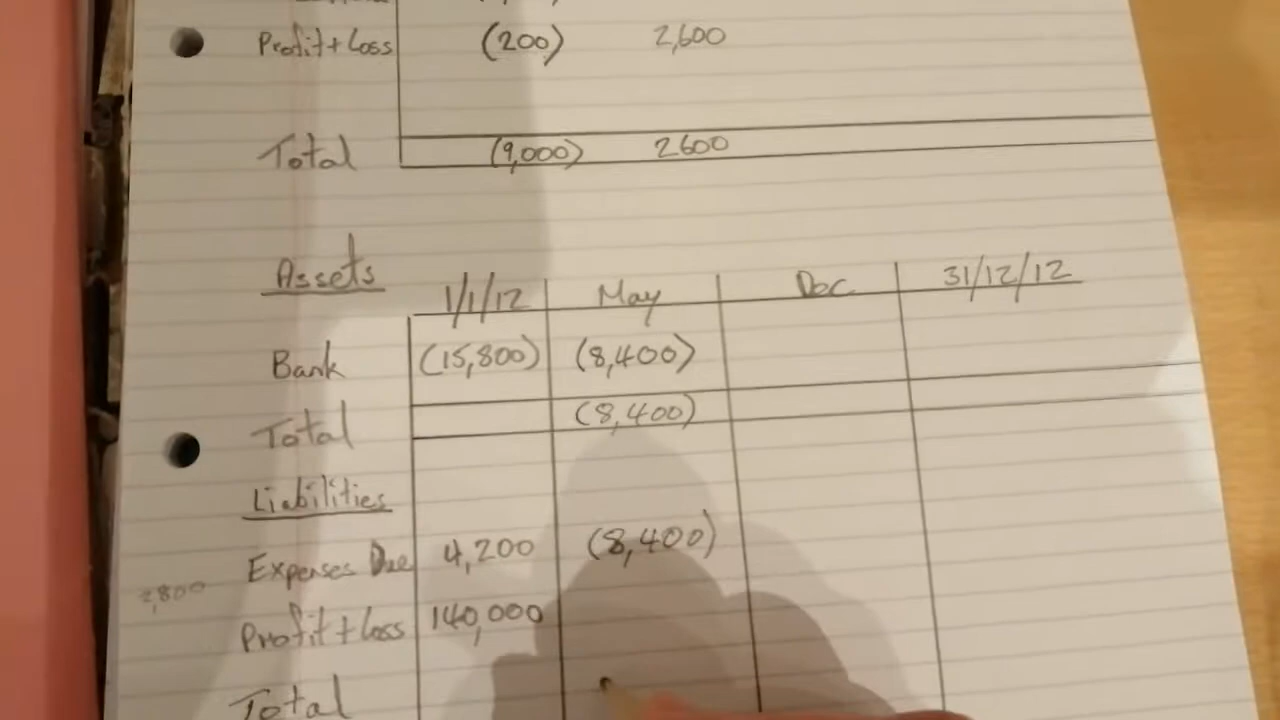 Profit + Loss (200) 2,600
Total (9,000) 2600
Assets 1/1/12 May Dec 31/12/12
Bank (15,800) (8,400)
Total (8,400)
Liabilities
Expenses Due 4,200 (8,400)
2,800
Profit + Loss 140,000
Total